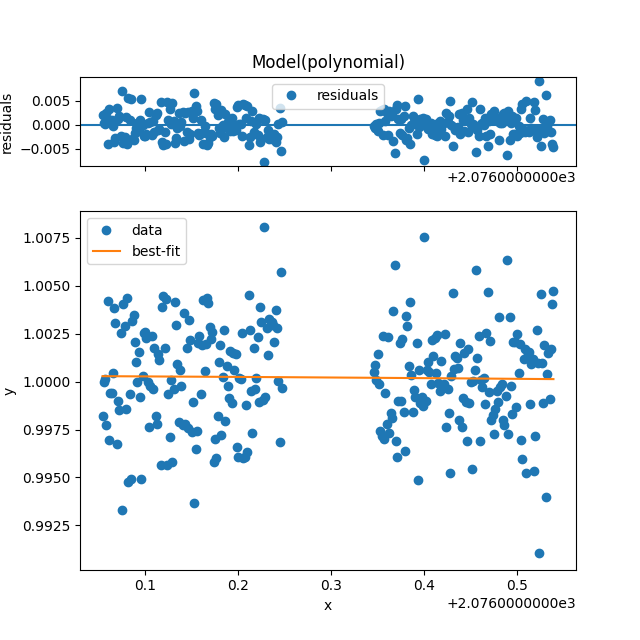 Model(polynomial)
residuals
0.005
0.000
−0.005
residuals
+2.0760000000e3
data
best-fit
1.0075
1.0050
1.0025
1.0000
0.9975
0.9950
0.9925
y
0.1 0.2 0.3 0.4 0.5
x
+2.0760000000e3